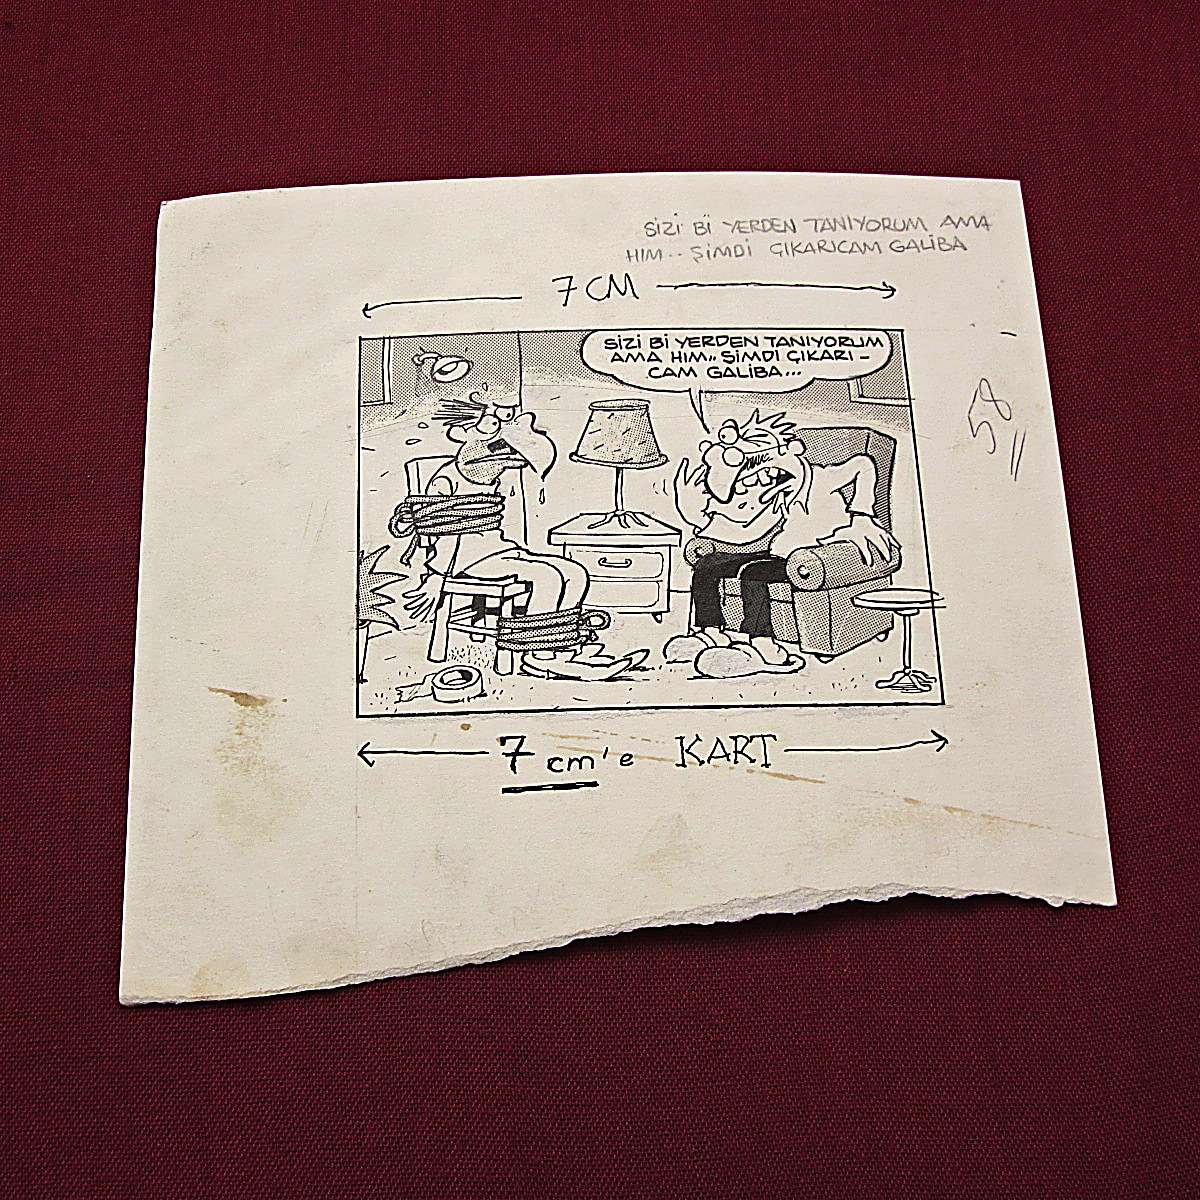 SİZİ Bİ YERDEN TANIYORUM AMA
HIM.. ŞİMDİ ÇIKARICAM GALİBA
7 CM
SİZİ Bİ YERDEN TANIYORUM
AMA HIM.. ŞİMDİ ÇIKARI-
CAM GALİBA...
58
7 cm'e KART